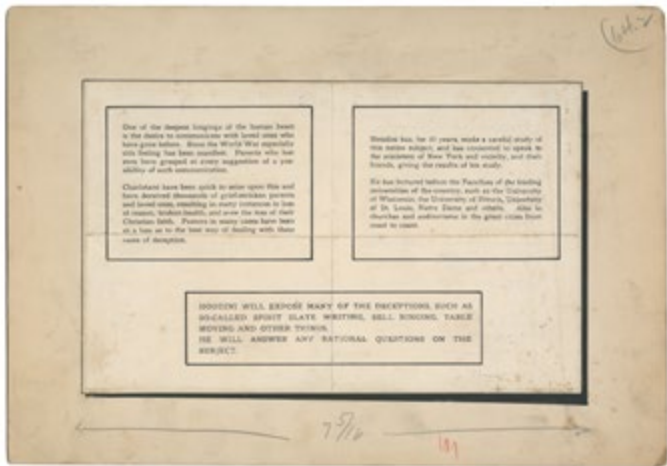 One of the deepest longings of the human heart
is the desire to communicate with loved ones who
have gone before. Since the World War especially
this feeling has been manifest. Parents who lost
sons have grasped at every suggestion of a pos-
sibility of such communication.
Charlatans have been quick to seize upon this and
have deceived thousands of grief-stricken parents
and loved ones, resulting in many instances in loss
of reason, broken health, and even the loss of their
Christian faith. Pastors in many cases have been
at a loss as to the best way of dealing with these
cases of deception.
Houdini has, for 30 years, made a careful study of
this entire subject, and has consented to speak to
the ministers of New York and vicinity, and their
friends, giving the results of his study.
He has lectured before the Faculties of the leading
universities of the country, such as the University
of Wisconsin, the University of Illinois, University
of St. Louis, Notre Dame and others. Also in
churches and auditoriums in the great cities from
coast to coast.
HOUDINI WILL EXPOSE MANY OF THE DECEPTIONS, SUCH AS
SO-CALLED SPIRIT SLATE WRITING, BELL RINGING, TABLE
MOVING AND OTHER THINGS.
HE WILL ANSWER ANY RATIONAL QUESTIONS ON THE
SUBJECT.
7 5/16